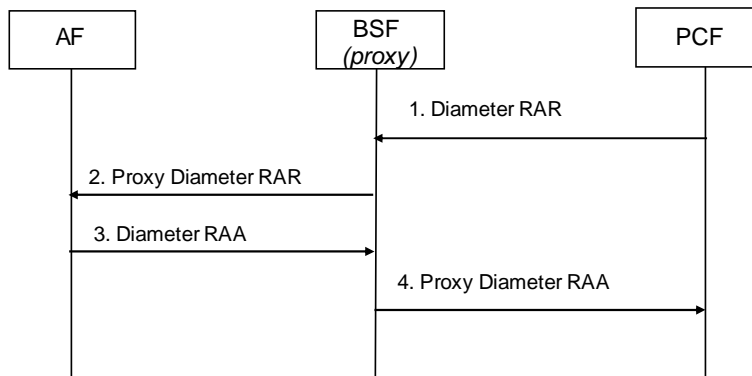 AF
BSF
(proxy)
PCF
1. Diameter RAR
2. Proxy Diameter RAR
3. Diameter RAA
4. Proxy Diameter RAA